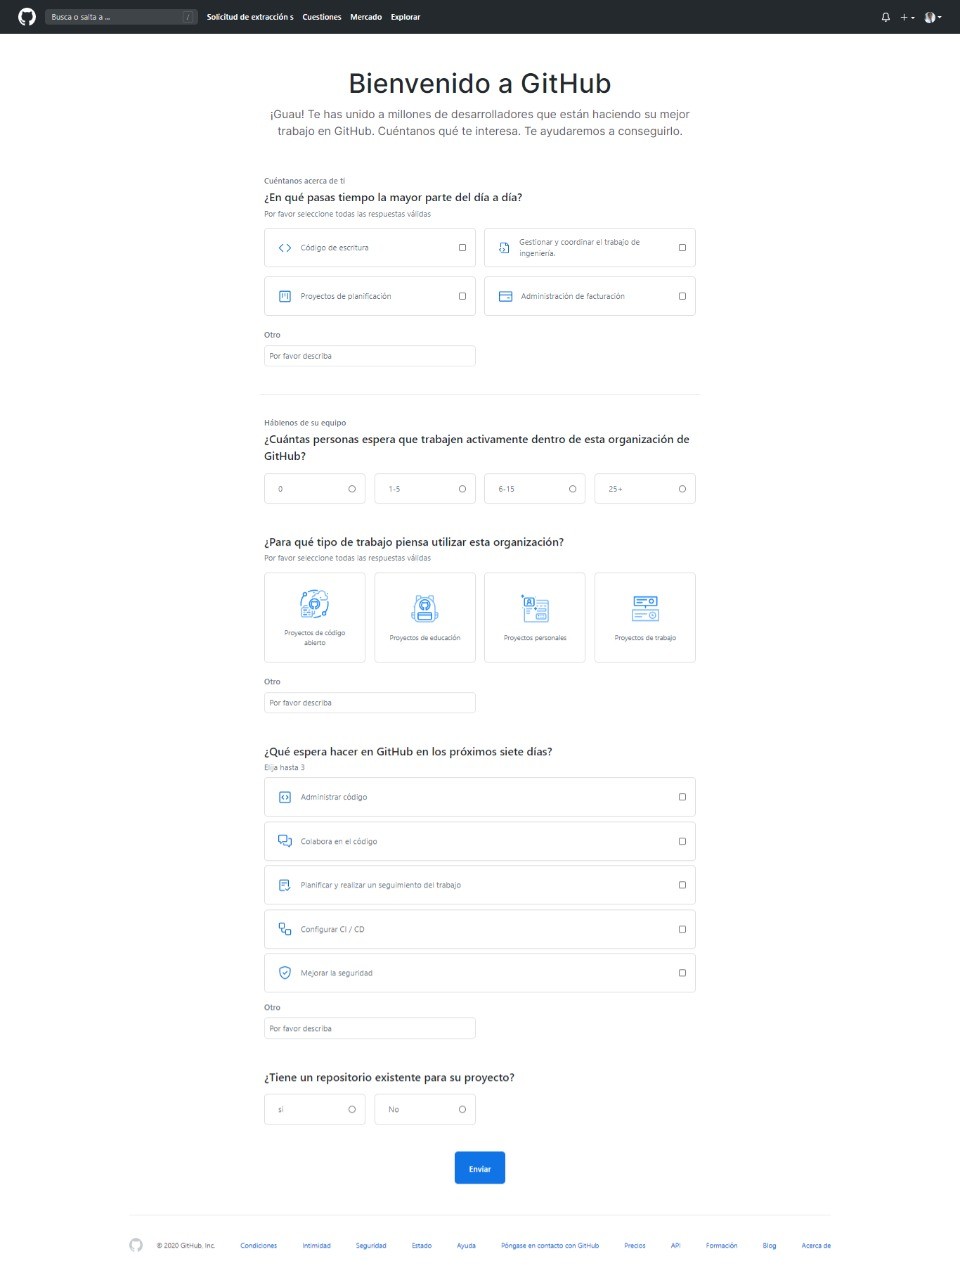 Busca o salta a ...
/
Solicitud de extracción s Cuestiones Mercado Explorar
Bienvenido a GitHub
¡Guau! Te has unido a millones de desarrolladores que están haciendo su mejor
trabajo en GitHub. Cuéntanos qué te interesa. Te ayudaremos a conseguirlo.
Cuéntanos acerca de ti
¿En qué pasas tiempo la mayor parte del día a día?
Por favor seleccione todas las respuestas válidas
Código de escritura
Gestionar y coordinar el trabajo de
ingeniería.
Proyectos de planificación
Administración de facturación
Otro
Por favor describa
Háblenos de su equipo
¿Cuántas personas espera que trabajen activamente dentro de esta organización de
GitHub?
0
1-5
6-15
25+
¿Para qué tipo de trabajo piensa utilizar esta organización?
Por favor seleccione todas las respuestas válidas
Proyectos de código
abierto
Proyectos de educación
Proyectos personales
Proyectos de trabajo
Otro
Por favor describa
¿Qué espera hacer en GitHub en los próximos siete días?
Elija hasta 3
Administrar código
Colabora en el código
Planificar y realizar un seguimiento del trabajo
Configurar CI / CD
Mejorar la seguridad
Otro
Por favor describa
¿Tiene un repositorio existente para su proyecto?
si
No
Enviar
© 2020 GitHub, Inc. Condiciones Intimidad Seguridad Estado Ayuda Póngase en contacto con GitHub Precios API Formación Blog Acerca de